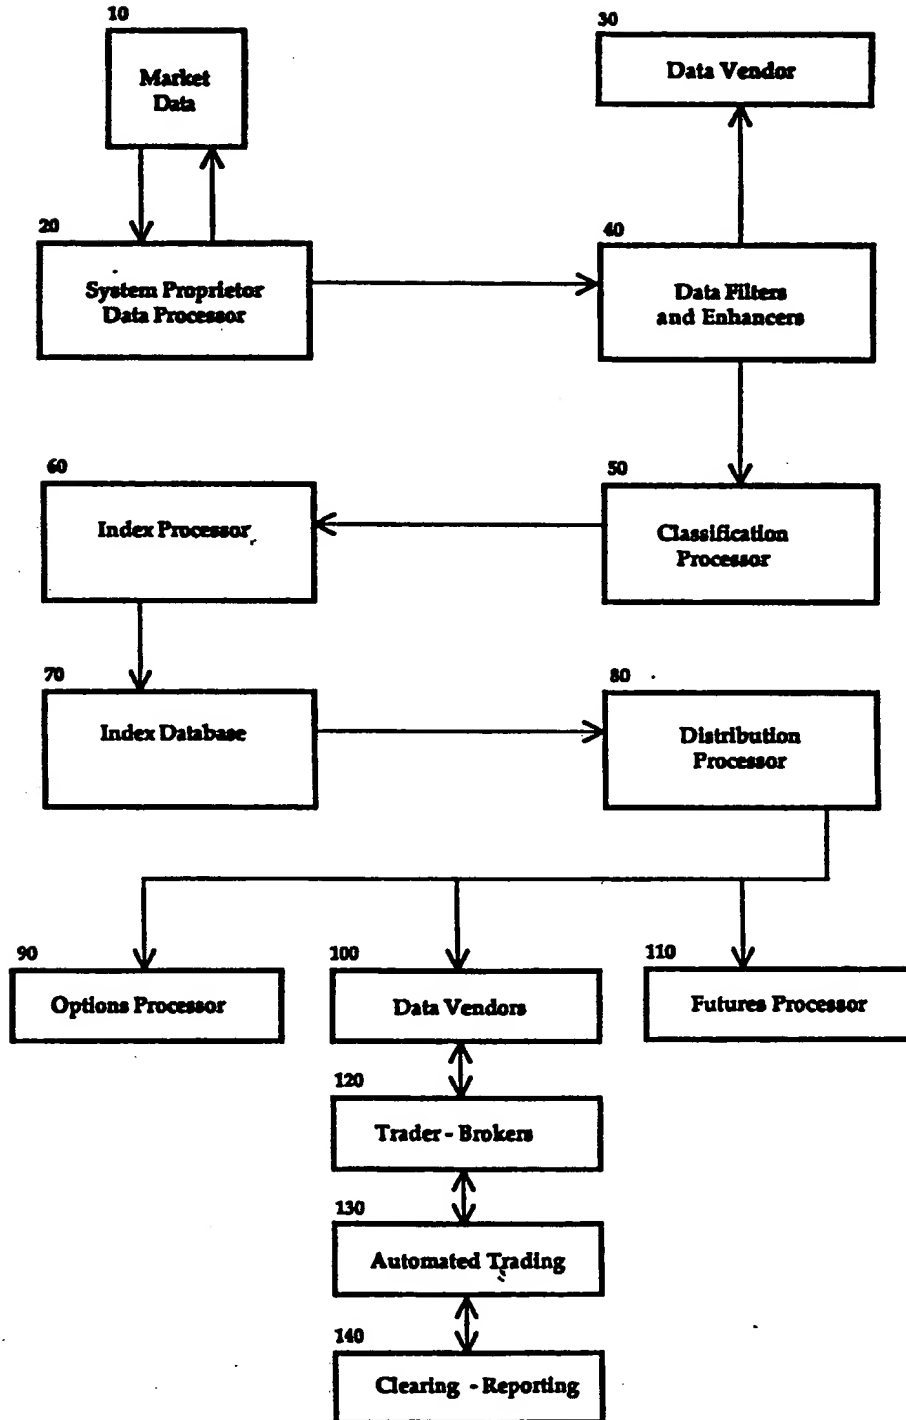 10
Market
Data
30
Data Vendor
20
System Proprietor
Data Processor
40
Data Filters
and Enhancers
60
Index Processor
50
Classification
Processor
70
Index Database
80
Distribution
Processor
90
Options Processor
100
Data Vendors
110
Futures Processor
120
Trader - Brokers
130
Automated Trading
140
Clearing - Reporting